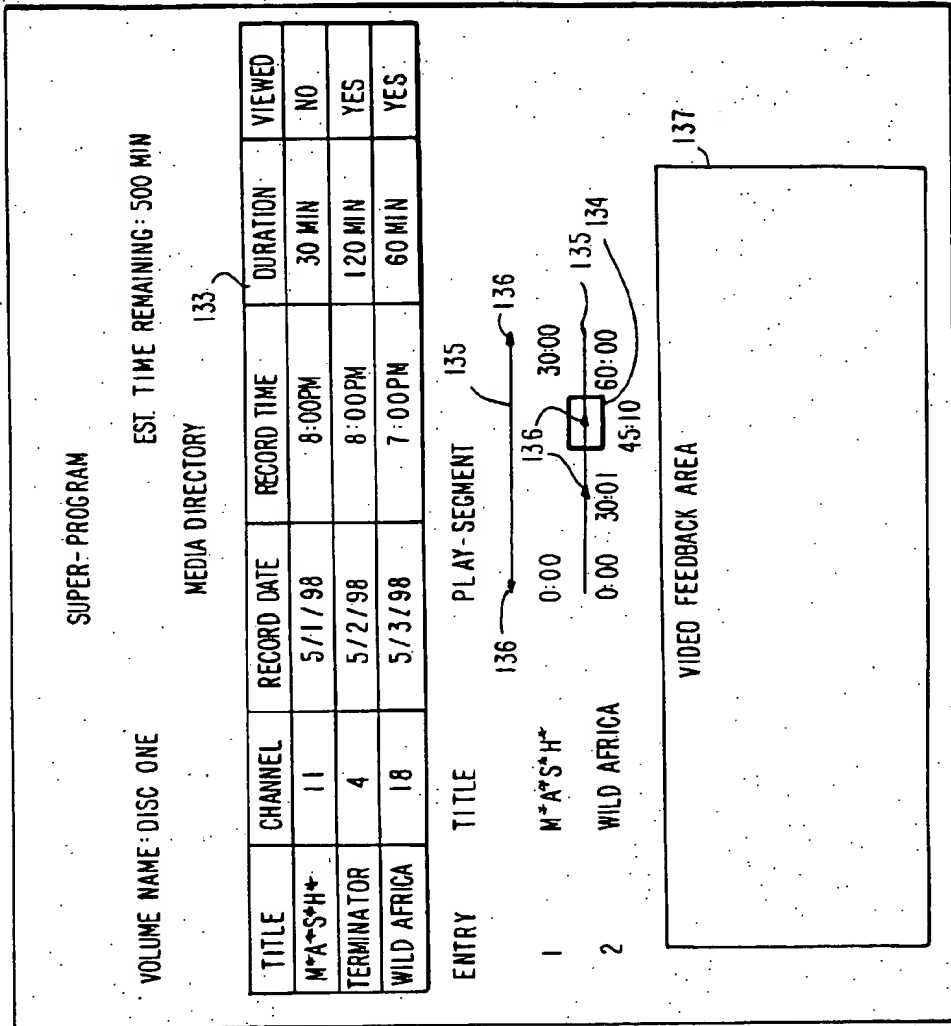 SUPER-PROGRAM
VOLUME NAME: DISC ONE EST. TIME REMAINING: 500 MIN
MEDIA DIRECTORY
133
TITLE CHANNEL RECORD DATE RECORD TIME DURATION VIEWED
M*A*S*H* 11 5/1/98 8:00PM 30 MIN NO
TERMINATOR 4 5/2/98 8:00PM 120 MIN YES
WILD AFRICA 18 5/3/98 7:00PM 60 MIN YES
ENTRY TITLE PLAY-SEGMENT
136 135 136
1 M*A*S*H* 0:00 30:00
136 135
2 WILD AFRICA 0:00 30:01 45:10 60:00 134
137
VIDEO FEEDBACK AREA